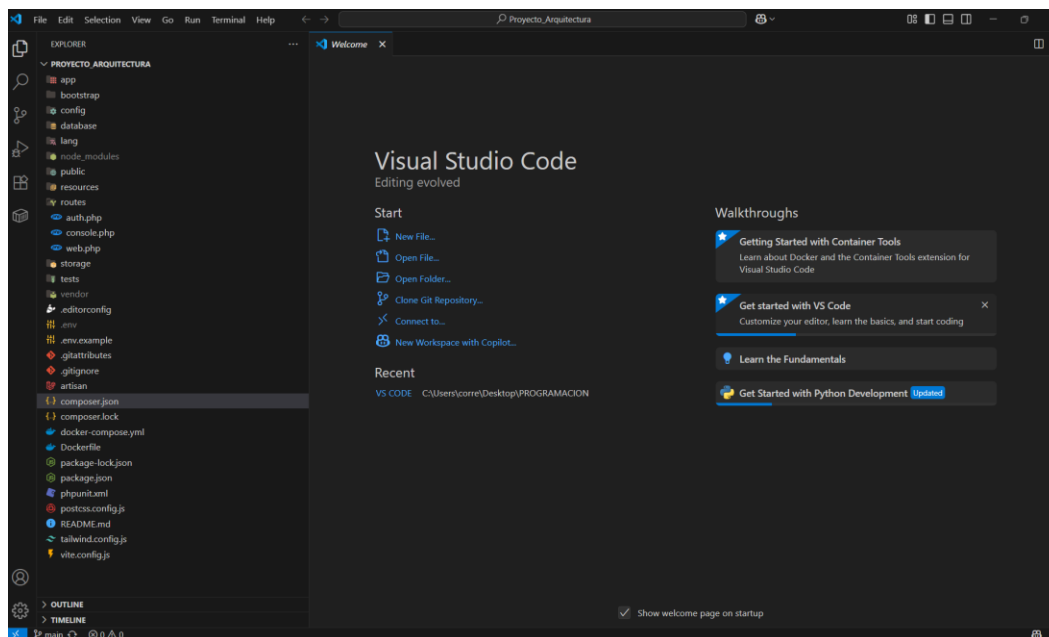 File Edit Selection View Go Run Terminal Help
Proyecto_Arquitectura
EXPLORER
PROYECTO_ARQUITECTURA
app
bootstrap
config
database
lang
node_modules
public
resources
routes
auth.php
console.php
web.php
storage
tests
vendor
.editorconfig
.env
.env.example
.gitattributes
.gitignore
artisan
composer.json
composer.lock
docker-compose.yml
Dockerfile
package-lock.json
package.json
phpunit.xml
postcss.config.js
README.md
tailwind.config.js
vite.config.js
OUTLINE
TIMELINE
main 0 0
Welcome
Visual Studio Code
Editing evolved
Start
New File...
Open File...
Open Folder...
Clone Git Repository...
Connect to...
New Workspace with Copilot...
Recent
VS CODE C:\Users\corre\Desktop\PROGRAMACION
Walkthroughs
Getting Started with Container Tools
Learn about Docker and the Container Tools extension for
Visual Studio Code
Get started with VS Code
Customize your editor, learn the basics, and start coding
Learn the Fundamentals
Get Started with Python Development Updated
Show welcome page on startup